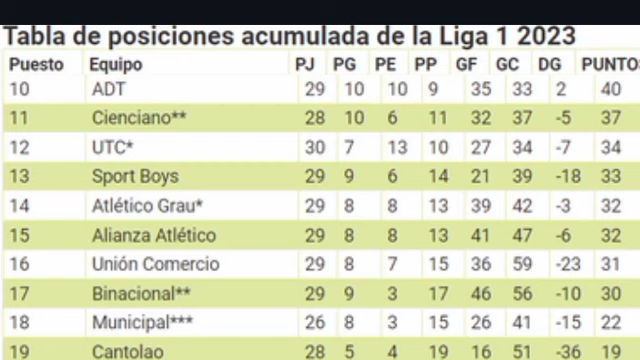 Tabla de posiciones acumulada de la Liga 1 2023
Puesto Equipo PJ PG PE PP GF GC DG PUNTO
10 ADT 29 10 10 9 35 33 2 40
11 Cienciano** 28 10 6 11 32 37 -5 37
12 UTC* 30 7 13 10 27 34 -7 34
13 Sport Boys 29 9 6 14 21 39 -18 33
14 Atlético Grau* 29 8 8 13 39 42 -3 32
15 Alianza Atlético 29 8 8 13 41 47 -6 32
16 Unión Comercio 29 8 7 15 36 59 -23 31
17 Binacional** 29 9 3 17 46 56 -10 30
18 Municipal*** 26 8 3 15 26 41 -15 22
19 Cantolao 28 5 4 19 16 51 -36 19